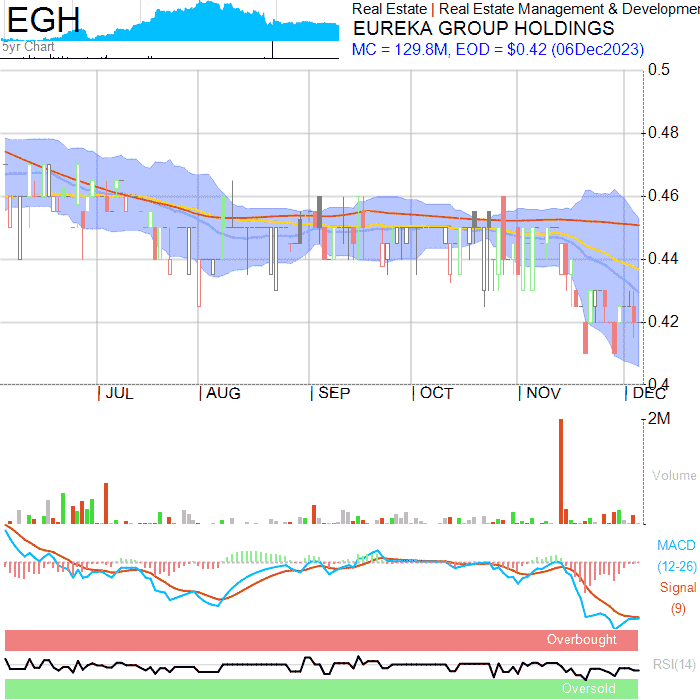 EGH
5yr Chart
Real Estate | Real Estate Management & Developmen
EUREKA GROUP HOLDINGS
MC = 129.8M, EOD = $0.42 (06Dec2023)
0.5
0.48
0.46
0.44
0.42
0.4
JUL AUG SEP OCT NOV DEC
2M
Volume
MACD
(12-26)
Signal
(9)
Overbought
RSI(14)
Oversold